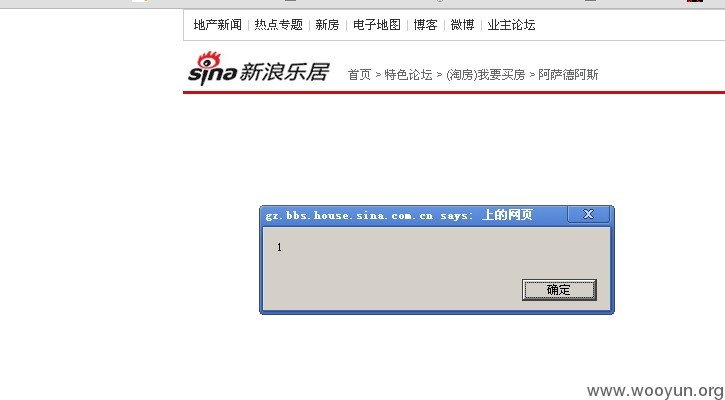 地产新闻 | 热点专题 | 新房 | 电子地图 | 博客 | 微博 | 业主论坛
sina 新浪乐居 首页 > 特色论坛 > (淘房)我要买房 > 阿萨德阿斯
gz.bbs.house.sina.com.cn says: 上的网页 X
1
确定
www.wooyun.org